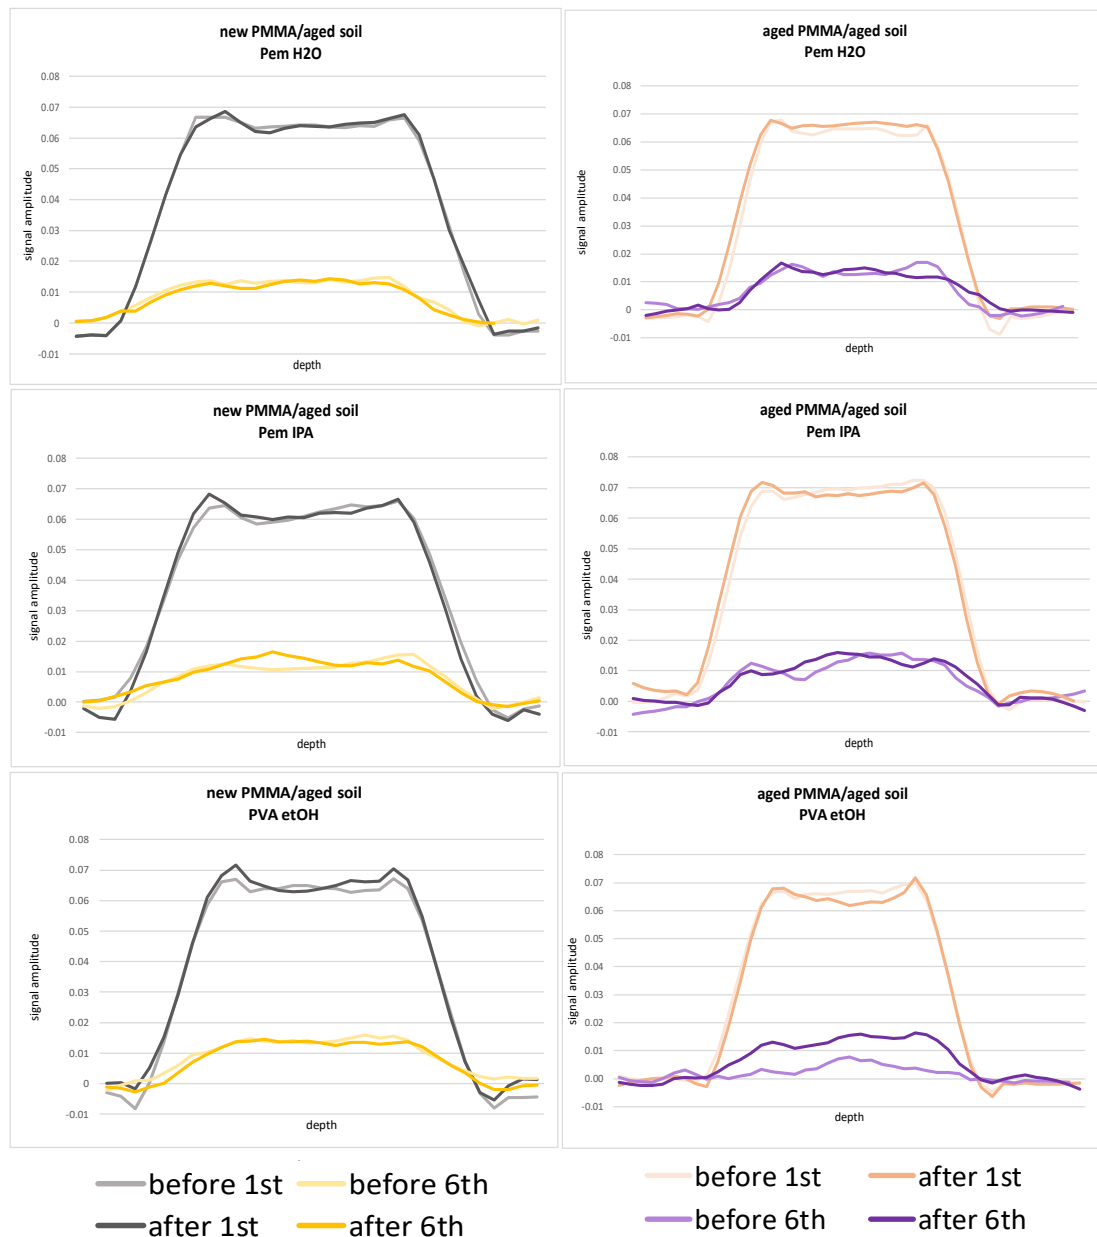 new PMMA/aged soil
Pem H2O
0.08
0.07
0.06
0.05
0.04
0.03
0.02
0.01
0
-0.01
signal amplitude
depth
aged PMMA/aged soil
Pem H2O
0.08
0.07
0.06
0.05
0.04
0.03
0.02
0.01
0
-0.01
signal amplitude
depth
new PMMA/aged soil
Pem IPA
0.08
0.07
0.06
0.05
0.04
0.03
0.02
0.01
0.00
-0.01
signal amplitude
depth
aged PMMA/aged soil
Pem IPA
0.08
0.07
0.06
0.05
0.04
0.03
0.02
0.01
0.00
-0.01
signal amplitude
depth
new PMMA/aged soil
PVA etOH
0.08
0.07
0.06
0.05
0.04
0.03
0.02
0.01
0
-0.01
signal amplitude
depth
aged PMMA/aged soil
PVA etOH
0.08
0.07
0.06
0.05
0.04
0.03
0.02
0.01
0.00
-0.01
signal amplitude
depth
before 1st before 6th
after 1st after 6th
before 1st after 1st
before 6th after 6th